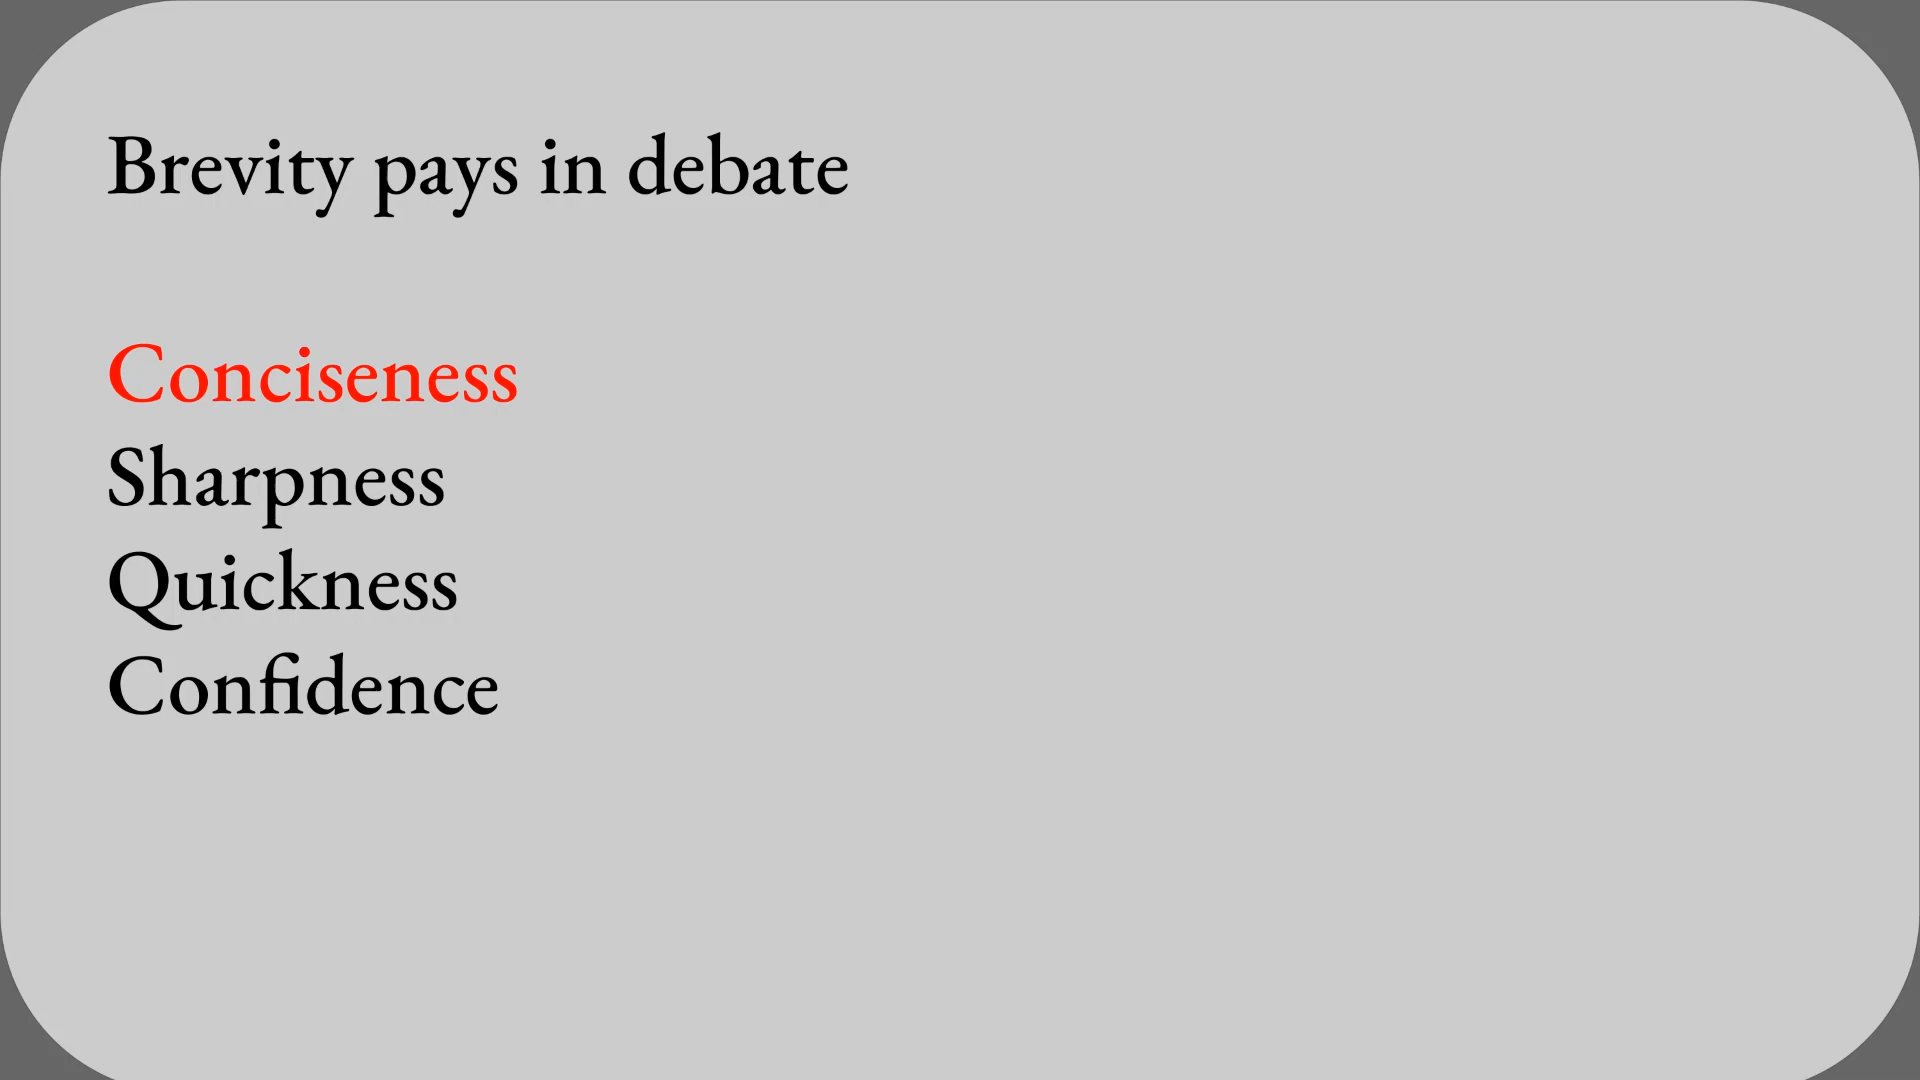 Brevity pays in debate
Conciseness
Sharpness
Quickness
Confidence